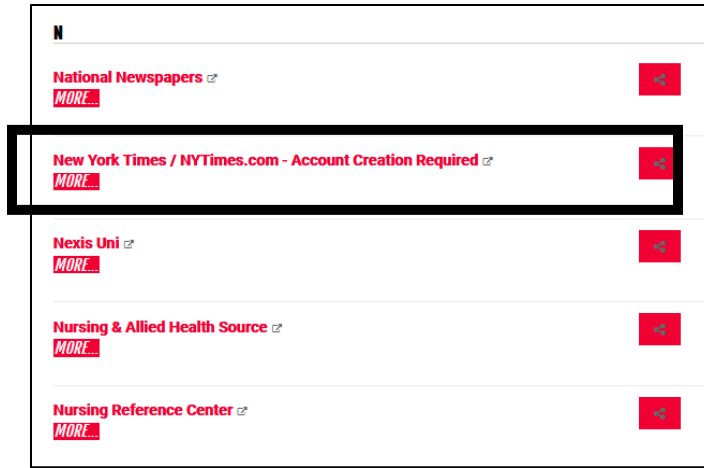 N
National Newspapers
MORE...
New York Times / NYTimes.com - Account Creation Required
MORE...
Nexis Uni
MORE...
Nursing & Allied Health Source
MORE...
Nursing Reference Center
MORE...